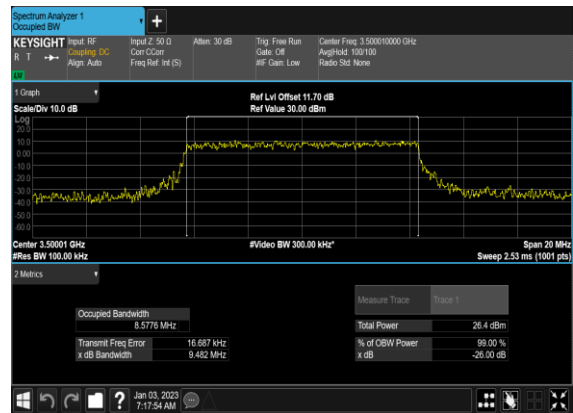 Spectrum Analyzer 1
Occupied BW
+
KEYSIGHT Input: RF Input Z: 50 Ω Atten: 30 dB Trig: Free Run Center Freq: 3.500010000 GHz
R T Coupling: DC Corr CCorr Gate: Off Avg|Hold: 100/100
Align: Auto Freq Ref: Int (S) #IF Gain: Low Radio Std: None
LW
1 Graph
Ref Lvl Offset 11.70 dB
Scale/Div 10.0 dB Ref Value 30.00 dBm
Log
20.0
10.0
0.00
-10.0
-20.0
-30.0
-40.0
-50.0
-60.0
Center 3.50001 GHz #Video BW 300.00 kHz* Span 20 MHz
#Res BW 100.00 kHz Sweep 2.53 ms (1001 pts)
2 Metrics
Measure Trace Trace 1
Occupied Bandwidth
8.5776 MHz Total Power 26.4 dBm
Transmit Freq Error 16.687 kHz % of OBW Power 99.00 %
x dB Bandwidth 9.482 MHz x dB -26.00 dB
? Jan 03, 2023
7:17:54 AM